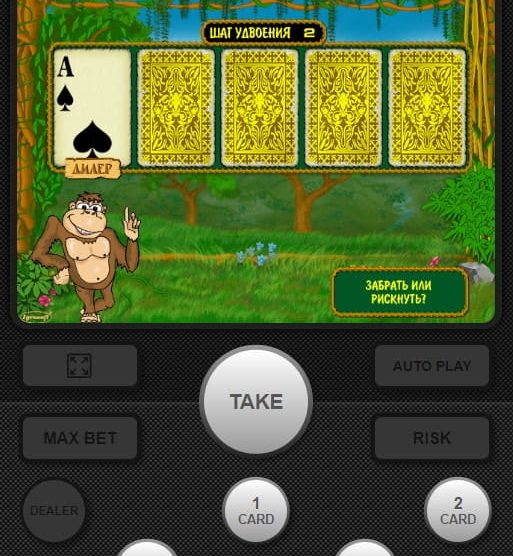 ШАГ УДВОЕНИЯ 2
A
ДИЛЕР
ЗАБРАТЬ ИЛИ
РИСКНУТЬ?
TAKE
AUTO PLAY
MAX BET
RISK
DEALER
1
CARD
2
CARD